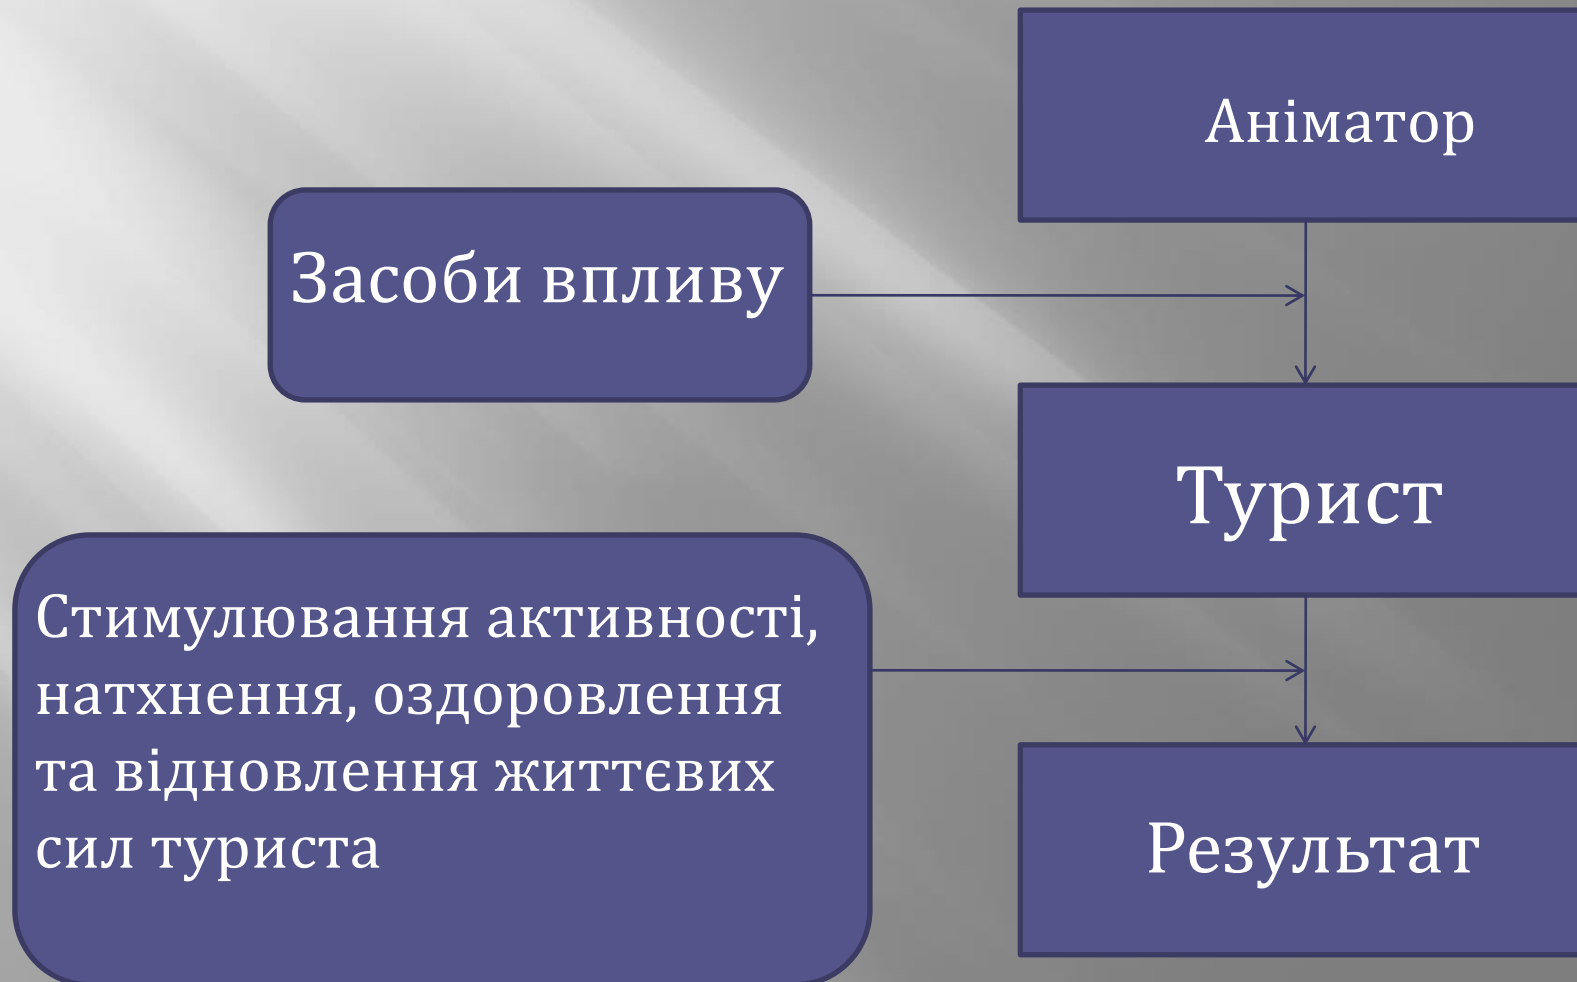 Аніматор
Засоби впливу
Турист
Стимулювання активності,
натхнення, оздоровлення
та відновлення життєвих
сил туриста
Результат